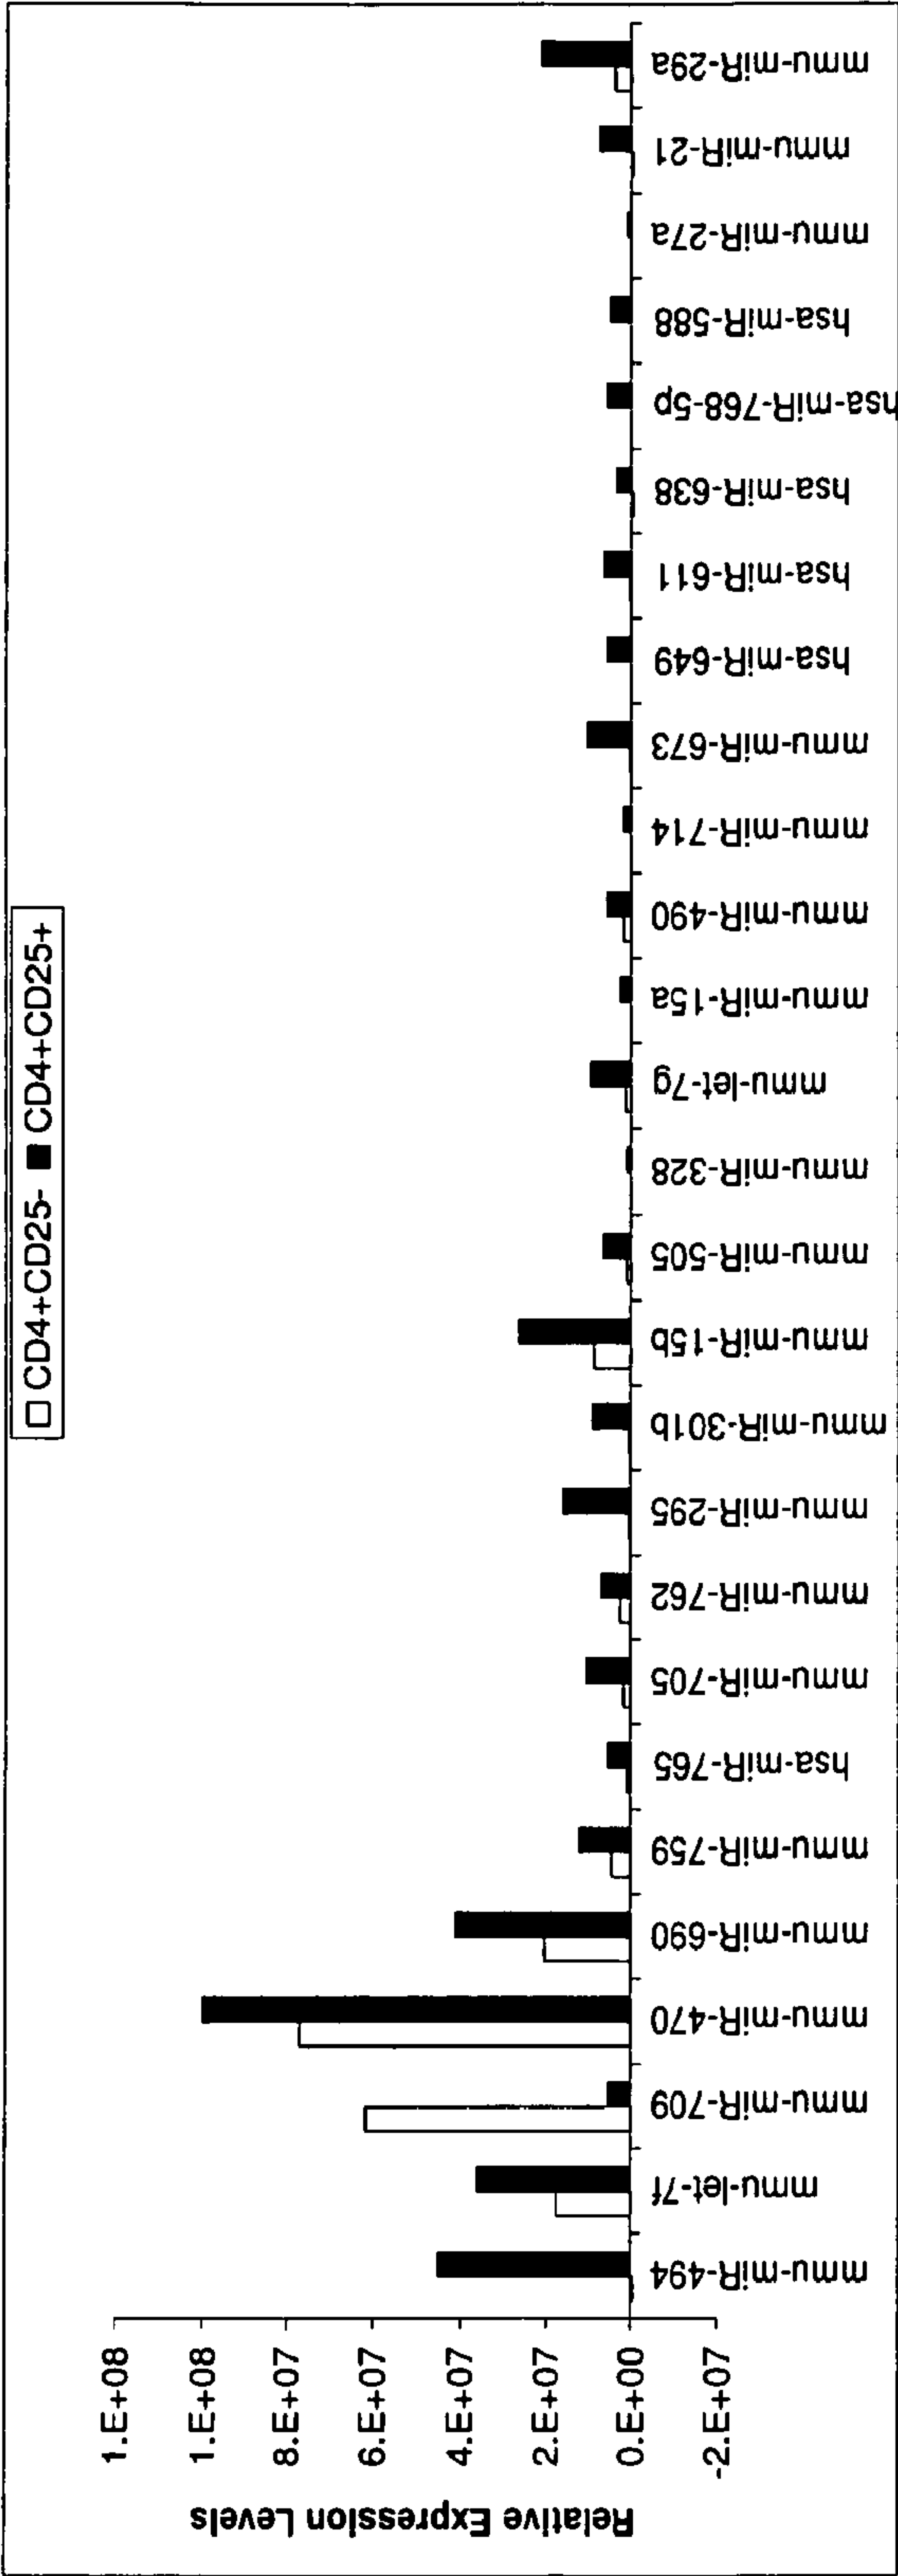 □ CD4+CD25- ■ CD4+CD25+
Relative Expression Levels
1.E+08
1.E+08
8.E+07
6.E+07
4.E+07
2.E+07
0.E+00
-2.E+07
mmu-miR-494
mmu-let-7f
mmu-miR-709
mmu-miR-470
mmu-miR-690
mmu-miR-759
hsa-miR-765
mmu-miR-705
mmu-miR-762
mmu-miR-295
mmu-miR-301b
mmu-miR-15b
mmu-miR-505
mmu-miR-328
mmu-let-7g
mmu-miR-15a
mmu-miR-490
mmu-miR-714
mmu-miR-673
hsa-miR-649
hsa-miR-611
hsa-miR-638
hsa-miR-768-5p
hsa-miR-588
mmu-miR-27a
mmu-miR-21
mmu-miR-29a